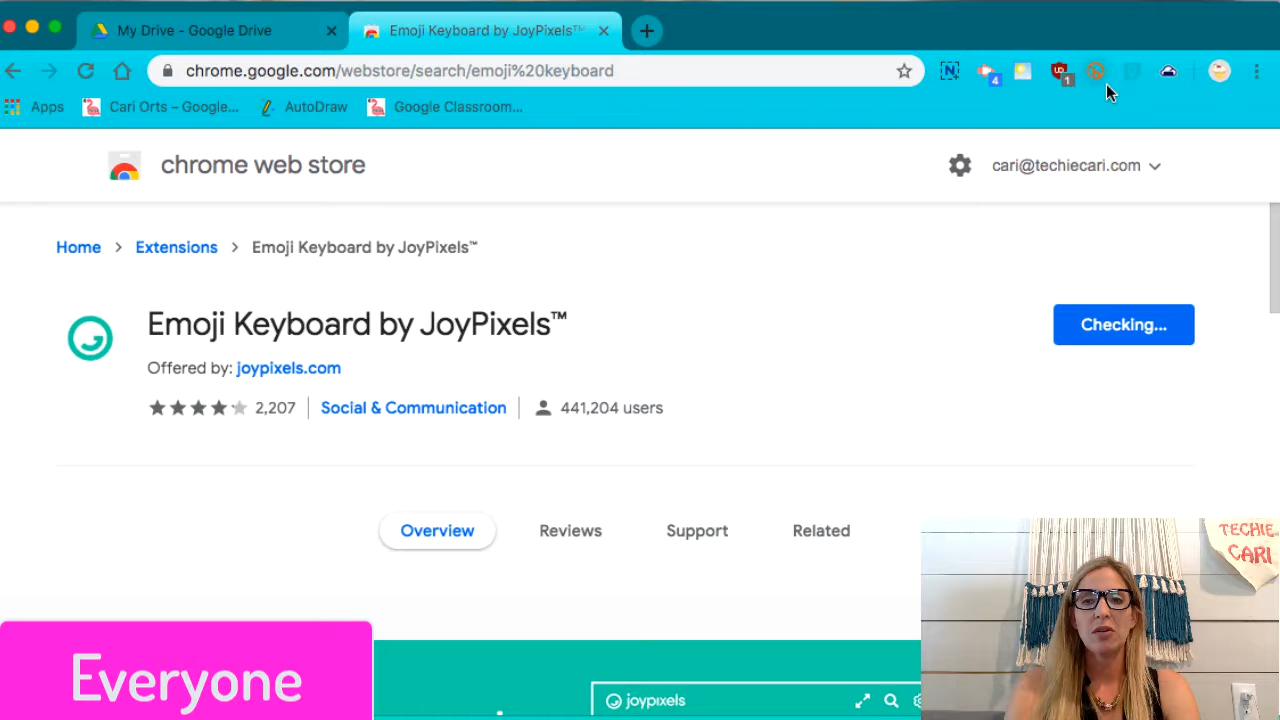 My Drive - Google Drive
Emoji Keyboard by JoyPixels™
chrome.google.com/webstore/search/emoji%20keyboard
N
4
UD
1
Apps
Cari Orts – Google...
AutoDraw
Google Classroom...
chrome web store
cari@techiecari.com
Home > Extensions > Emoji Keyboard by JoyPixels™
Emoji Keyboard by JoyPixels™
Checking...
Offered by: joypixels.com
2,207
Social & Communication
441,204 users
Overview
Reviews
Support
Related
TECHIE
CARI
Everyone
joypixels